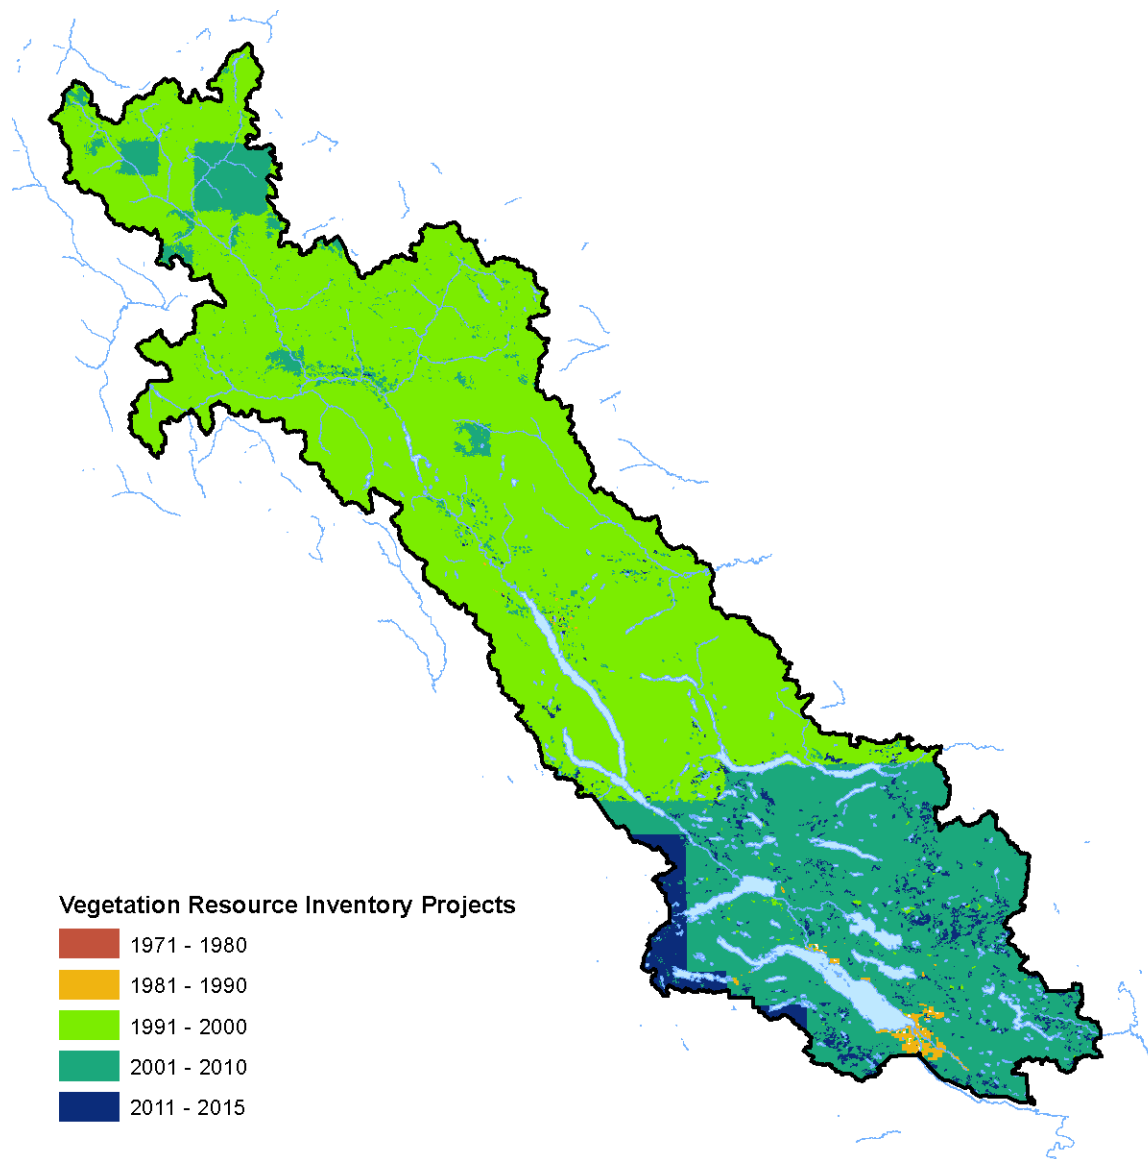 Vegetation Resource Inventory Projects
1971 - 1980
1981 - 1990
1991 - 2000
2001 - 2010
2011 - 2015